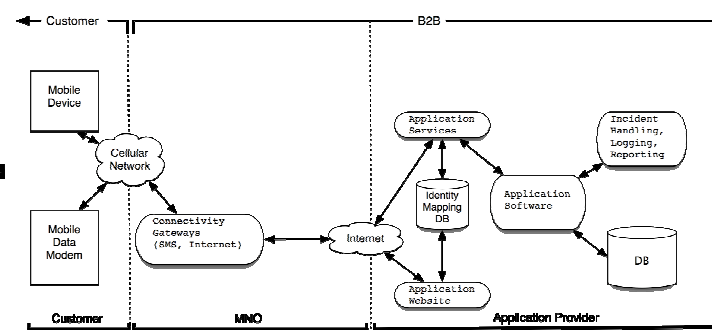 Customer
B2B
Mobile
Device
Cellular
Network
Mobile
Data
Modem
Connectivity
Gateways
(SMS, Internet)
Internet
Application
Services
Identity
Mapping
DB
Application
Website
Application
Software
Incident
Handling,
Logging,
Reporting
DB
Customer
MNO
Application Provider